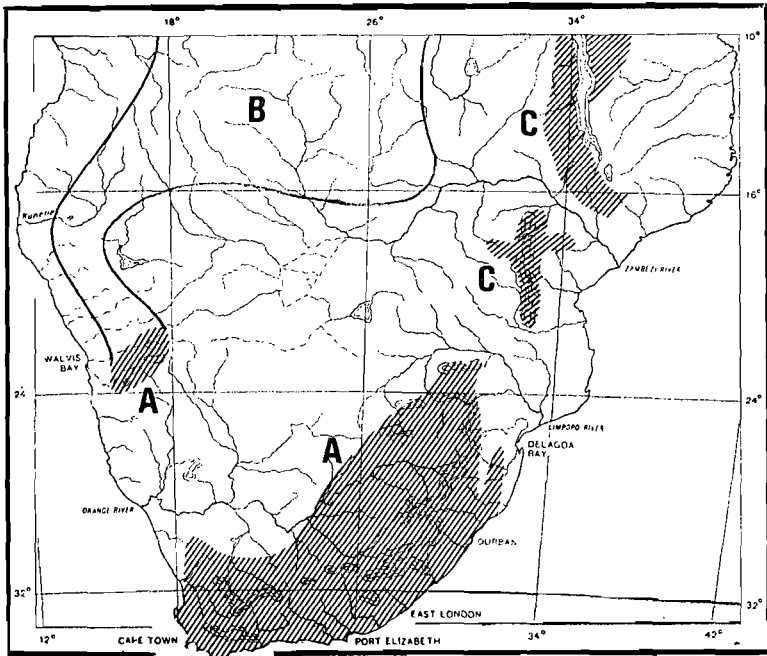 18° 26° 34°
10°
B
C
16°
Kunene
C
ZAMBEZI RIVER
WALVIS BAY
24° 24°
A
A
LIMPOPO RIVER
DELAGOA BAY
ORANGE RIVER
DURBAN
32° 32°
EAST LONDON
12° CAPE TOWN PORT ELIZABETH 34° 42°